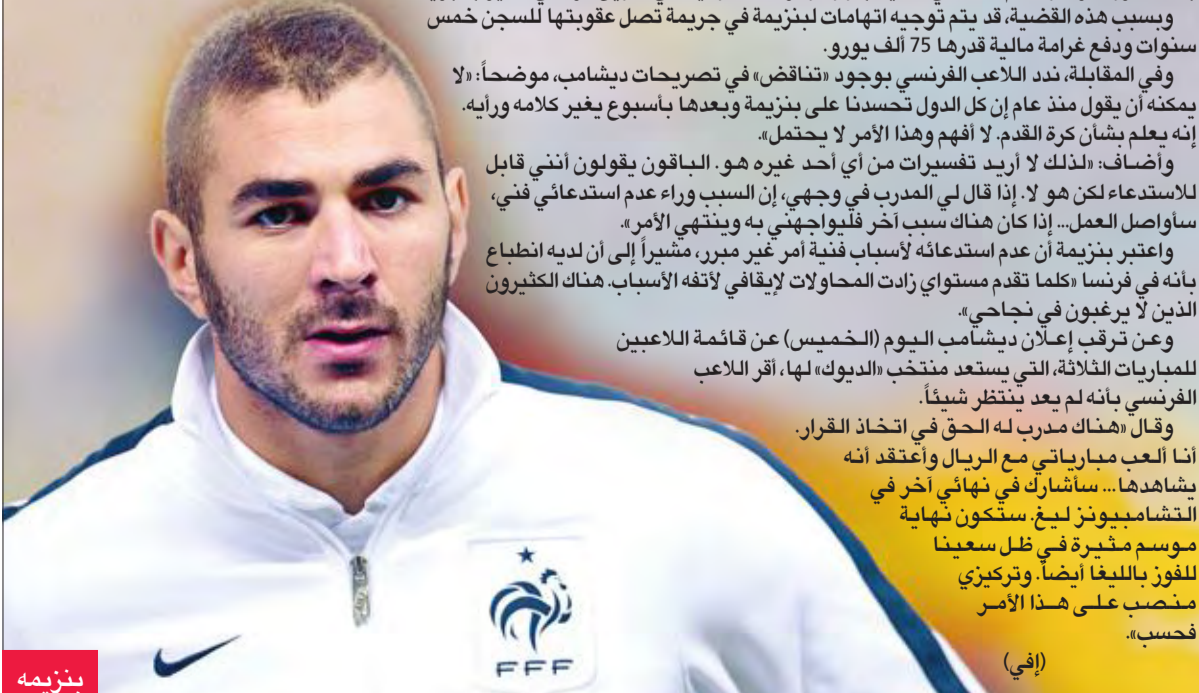 وبسبب هذه القضية، قد يتم توجيه اتهامات لبنزيمة في جريمة تصل عقوبتها للسجن خمس
سنوات ودفع غرامة مالية قدرها 75 ألف يورو.
وفي المقابلة، ندد اللاعب الفرنسي بوجود «تناقض» في تصريحات ديشامب، موضحاً: «لا
يمكنه أن يقول منذ عام إن كل الدول تحسدنا على بنزيمة وبعدها بأسبوع يغير كلامه ورأيه.
إنه يعلم بشأن كرة القدم. لا أفهم وهذا الأمر لا يحتمل».
وأضاف: «لذلك لا أريد تفسيرات من أي أحد غيره هو. الباقون يقولون أنني قابل
للاستدعاء لكن هو لا. إذا قال لي المدرب في وجهي، إن السبب وراء عدم استدعائي فني،
سأواصل العمل... إذا كان هناك سبب آخر فليواجهني به وينتهي الأمر».
واعتبر بنزيمة أن عدم استدعائه لأسباب فنية أمر غير مبرر، مشيراً إلى أن لديه انطباع
بأنه في فرنسا «كلما تقدم مستواي زادت المحاولات لإيقافي لأتفه الأسباب. هناك الكثيرون
الذين لا يرغبون في نجاحي».
وعن ترقب إعلان ديشامب اليوم (الخميس) عن قائمة اللاعبين
للمباريات الثلاثة، التي يستعد منتخب «الديوك» لها، أقر اللاعب
الفرنسي بأنه لم يعد ينتظر شيئاً.
وقال «هناك مدرب له الحق في اتخاذ القرار.
أنا ألعب مبارياتي مع الريال وأعتقد أنه
يشاهدها... سأشارك في نهائي آخر في
التشامبيونز ليغ. ستكون نهاية
موسم مثيرة في ظل سعينا
للفوز بالليغا أيضاً. وتركيزي
منصب على هذا الأمر
فحسب».
(إفي)
FFF
بنزيمه